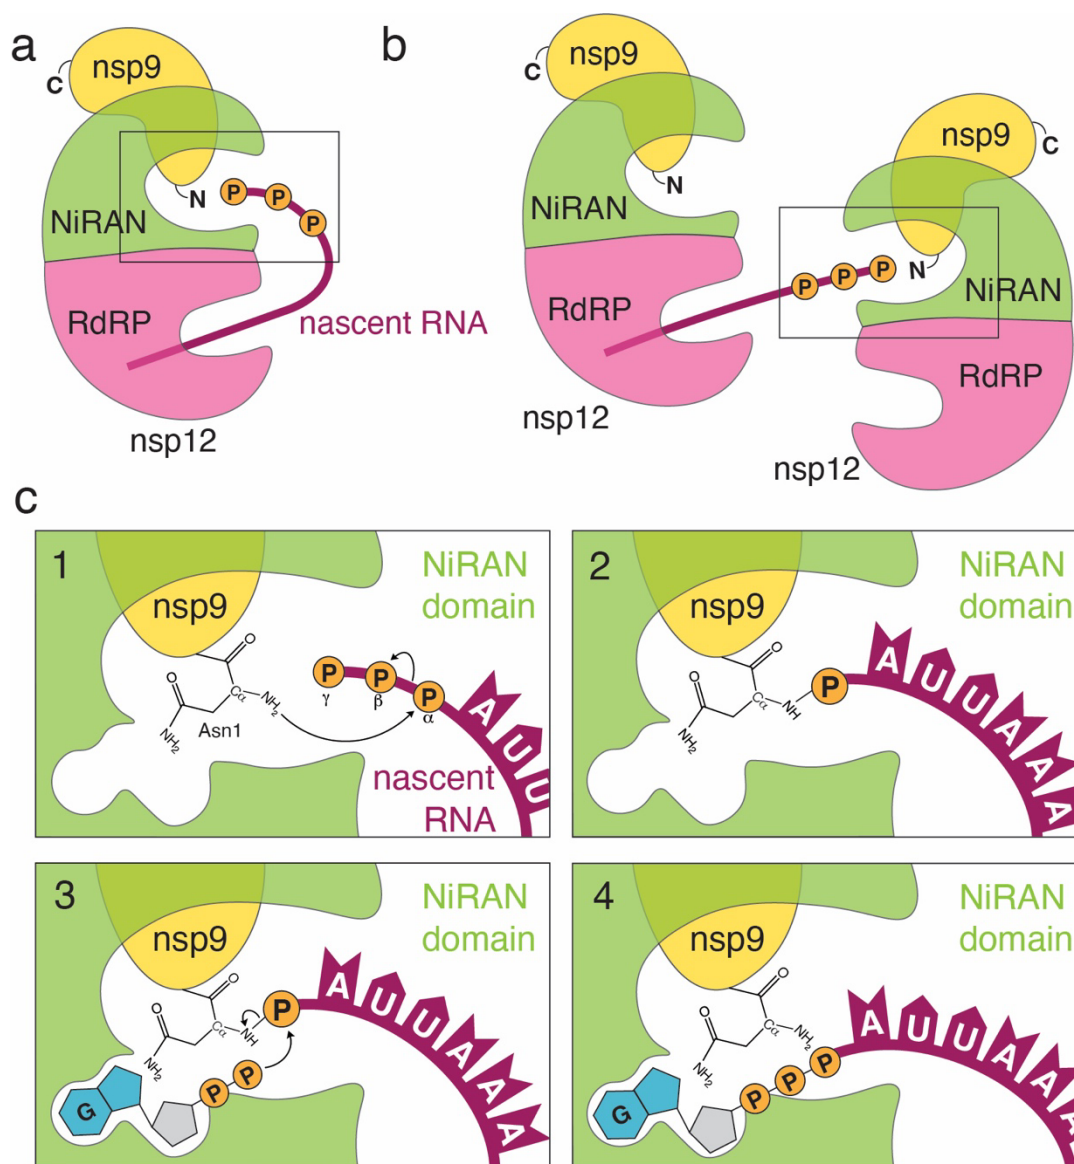 a
nsp9
C
N
P P P
NiRAN
RdRP
nascent RNA
nsp12
b
nsp9
C
N
NiRAN
RdRP
nsp12
nsp9
C
P P P N
NiRAN
RdRP
nsp12
c
1
NiRAN
domain
nsp9
O
O
Cα
NH2
NH2
Asn1
P P P
γ β α
A U U
nascent
RNA
2
NiRAN
domain
nsp9
O
O
Cα
NH
NH2
P
A U U A A A
3
NiRAN
domain
nsp9
O
O
Cα
NH
NH2
P
A U U A A A
P P
G
4
NiRAN
domain
nsp9
O
O
Cα
NH2
NH2
P P P
A U U A A A
G